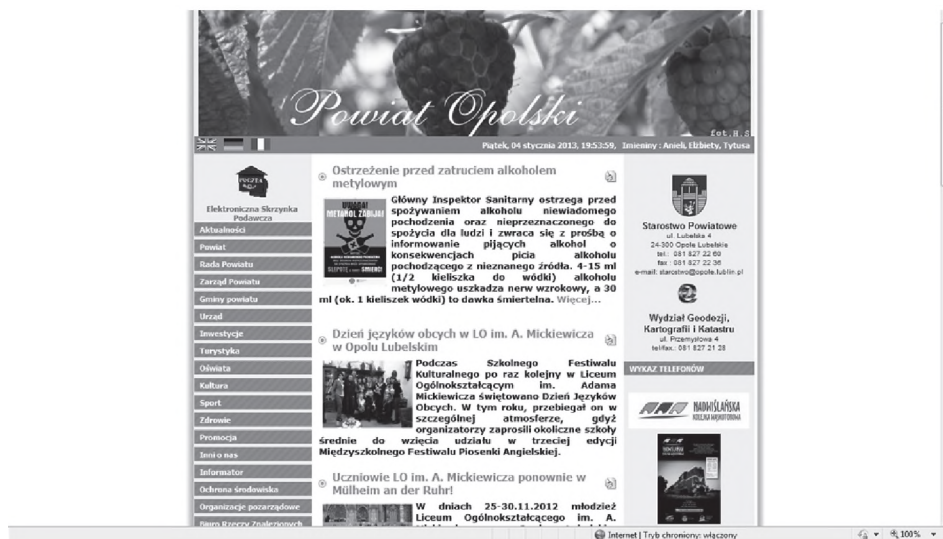 Powiat Opolski
fot.H.S
Piątek, 04 stycznia 2013, 19:53:59, Imieniny : Anieli, Elżbiety, Tytusa
POCZTA
Elektroniczna Skrzynka
Podawcza
Aktualności
Powiat
Rada Powiatu
Zarząd Powiatu
Gminy powiatu
Urząd
Inwestycje
Turystyka
Oświata
Kultura
Sport
Zdrowie
Promocja
Inni o nas
Informator
Ochrona środowiska
Organizacje pozarządowe
Biuro Rzeczy Znalezionych
Ostrzeżenie przed zatruciem alkoholem
metylowym
UWAGA!
METANOL ZABIJA!
Główny Inspektor Sanitarny ostrzega przed
spożywaniem alkoholu niewiadomego
pochodzenia oraz nieprzeznaczonego do
spożycia dla ludzi i zwraca się z prośbą o
informowanie pijących alkohol o
konsekwencjach picia alkoholu
pochodzącego z nieznanego źródła. 4-15 ml
(1/2 kieliszka do wódki) alkoholu
metylowego uszkadza nerw wzrokowy, a 30
ml (ok. 1 kieliszek wódki) to dawka śmiertelna. Więcej...
Dzień języków obcych w LO im. A. Mickiewicza
w Opolu Lubelskim
Podczas Szkolnego Festiwalu
Kulturalnego po raz kolejny w Liceum
Ogólnokształcącym im. Adama
Mickiewicza świętowano Dzień Języków
Obcych. W tym roku, przebiegał on w
szczególnej atmosferze, gdyż
organizatorzy zaprosili okoliczne szkoły
średnie do wzięcia udziału w trzeciej edycji
Międzyszkolnego Festiwalu Piosenki Angielskiej.
Uczniowie LO im. A. Mickiewicza ponownie w
Mülheim an der Ruhr!
W dniach 25-30.11.2012 młodzież
Liceum Ogólnokształcącego im. A.
Starostwo Powiatowe
ul. Lubelska 4
24-300 Opole Lubelskie
tel.: 081 827 22 69
fax : 081 827 22 36
e-mail: starostwo@opole.lublin.pl
Wydział Geodezji,
Kartografii i Katastru
ul. Przemysłowa 4
tel/fax.: 081 827 21 28
WYKAZ TELEFONÓW
NADWIŚLAŃSKA
KOLEJKA WĄSKOTOROWA
Internet | Tryb chroniony: włączony
100%